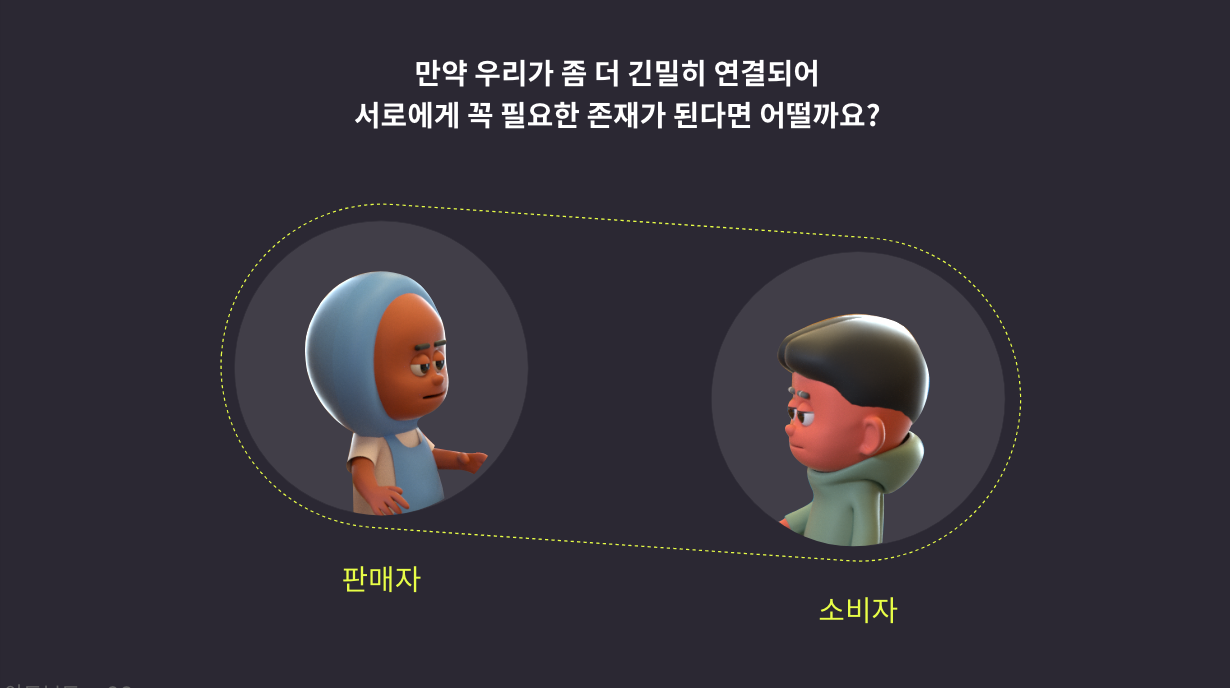 만약 우리가 좀 더 긴밀히 연결되어
서로에게 꼭 필요한 존재가 된다면 어떨까요?
판매자
소비자